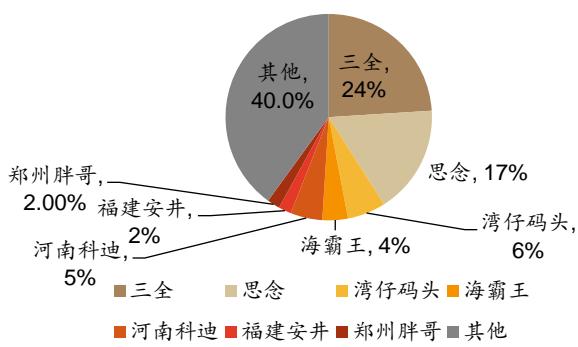 其他,
40.0%
三全,
24%
思念, 17%
湾仔码头,
6%
海霸王, 4%
河南科迪,
5%
福建安井,
2%
郑州胖哥,
2.00%
三全 思念 湾仔码头 海霸王
河南科迪 福建安井 郑州胖哥 其他